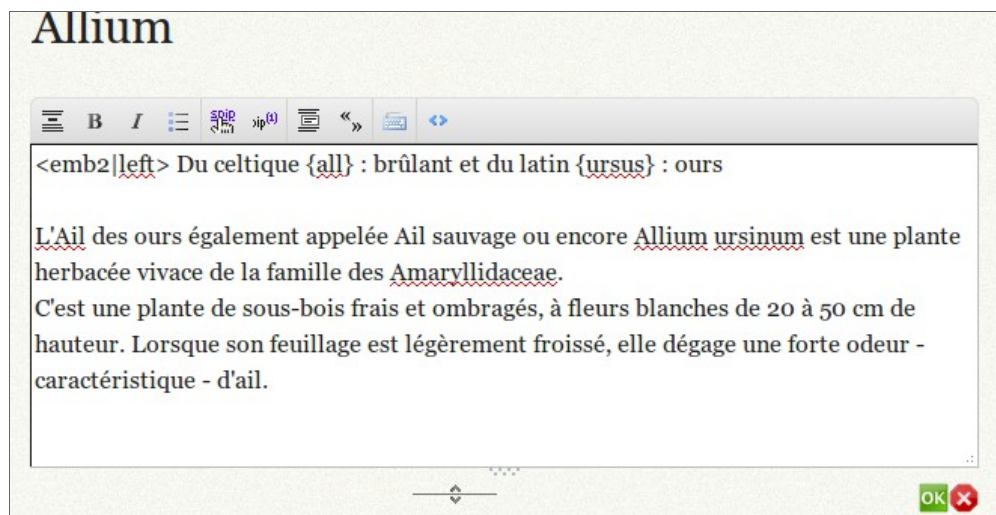 Allium
B I spip ip(1) « »
<emb2|left> Du celtique {all} : brûlant et du latin {ursus} : ours
L'Ail des ours également appelée Ail sauvage ou encore Allium ursinum est une plante
herbacée vivace de la famille des Amaryllidaceae.
C'est une plante de sous-bois frais et ombragés, à fleurs blanches de 20 à 50 cm de
hauteur. Lorsque son feuillage est légèrement froissé, elle dégage une forte odeur -
caractéristique - d'ail.
OK